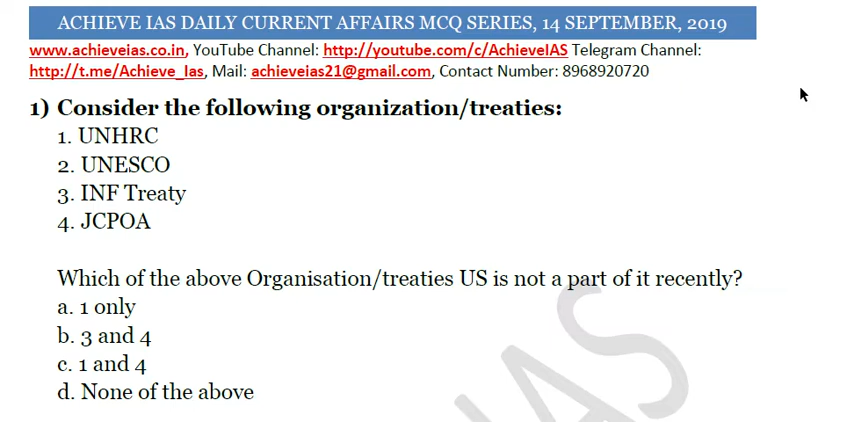 ACHIEVE IAS DAILY CURRENT AFFAIRS MCQ SERIES, 14 SEPTEMBER, 2019
www.achieveias.co.in, YouTube Channel: http://youtube.com/c/AchieveIAS Telegram Channel:
http://t.me/Achieve_Ias, Mail: achieveias21@gmail.com, Contact Number: 8968920720
1) Consider the following organization/treaties:
1. UNHRC
2. UNESCO
3. INF Treaty
4. JCPOA
Which of the above Organisation/treaties US is not a part of it recently?
a. 1 only
b. 3 and 4
c. 1 and 4
d. None of the above
IAS